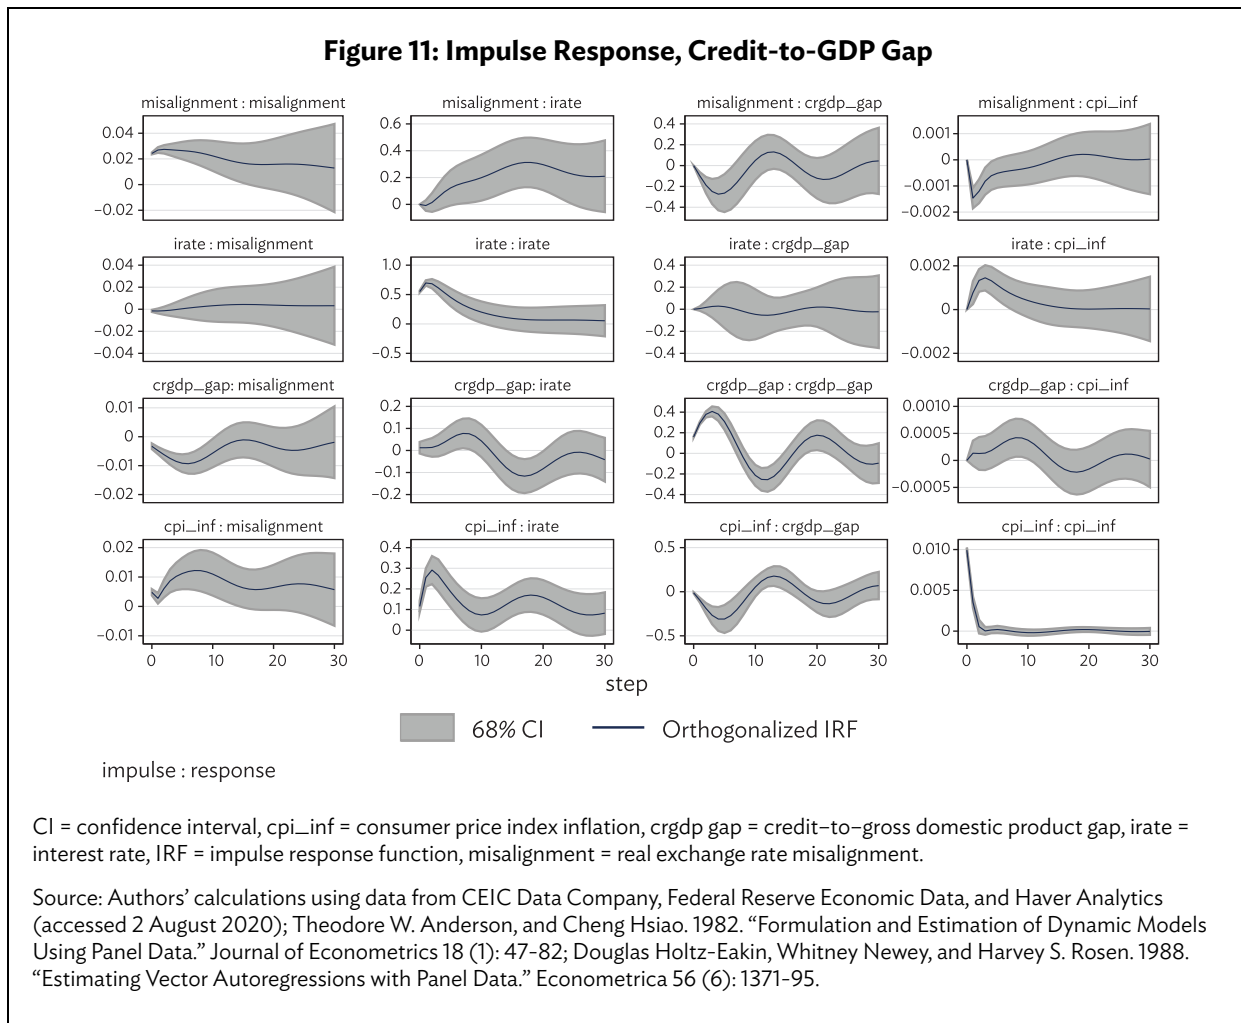 Figure 11: Impulse Response, Credit-to-GDP Gap
misalignment : misalignment
misalignment : irate
misalignment : crgdp_gap
misalignment : cpi_inf
0.04
0.02
0
−0.02
0.6
0.4
0.2
0
0.4
0.2
0
−0.2
−0.4
0.001
0
−0.001
−0.002
irate : misalignment
irate : irate
irate : crgdp_gap
irate : cpi_inf
0.04
0.02
0
−0.02
−0.04
1.0
0.5
0
−0.5
0.4
0.2
0
−0.2
−0.4
0.002
0
−0.002
crgdp_gap: misalignment
crgdp_gap: irate
crgdp_gap : crgdp_gap
crgdp_gap : cpi_inf
0.01
0
−0.01
−0.02
0.2
0.1
0
−0.1
−0.2
0.4
0.2
0
−0.2
−0.4
0.0010
0.0005
0
−0.0005
cpi_inf : misalignment
cpi_inf : irate
cpi_inf : crgdp_gap
cpi_inf : cpi_inf
0.02
0.01
0
−0.01
0.4
0.3
0.2
0.1
0
0.5
0
−0.5
0.010
0.005
0
0 10 20 30
0 10 20 30
0 10 20 30
0 10 20 30
step
68% CI
Orthogonalized IRF
impulse : response
CI = confidence interval, cpi_inf = consumer price index inflation, crgdp gap = credit–to–gross domestic product gap, irate =
interest rate, IRF = impulse response function, misalignment = real exchange rate misalignment.
Source: Authors’ calculations using data from CEIC Data Company, Federal Reserve Economic Data, and Haver Analytics
(accessed 2 August 2020); Theodore W. Anderson, and Cheng Hsiao. 1982. “Formulation and Estimation of Dynamic Models
Using Panel Data.” Journal of Econometrics 18 (1): 47-82; Douglas Holtz-Eakin, Whitney Newey, and Harvey S. Rosen. 1988.
“Estimating Vector Autoregressions with Panel Data.” Econometrica 56 (6): 1371-95.